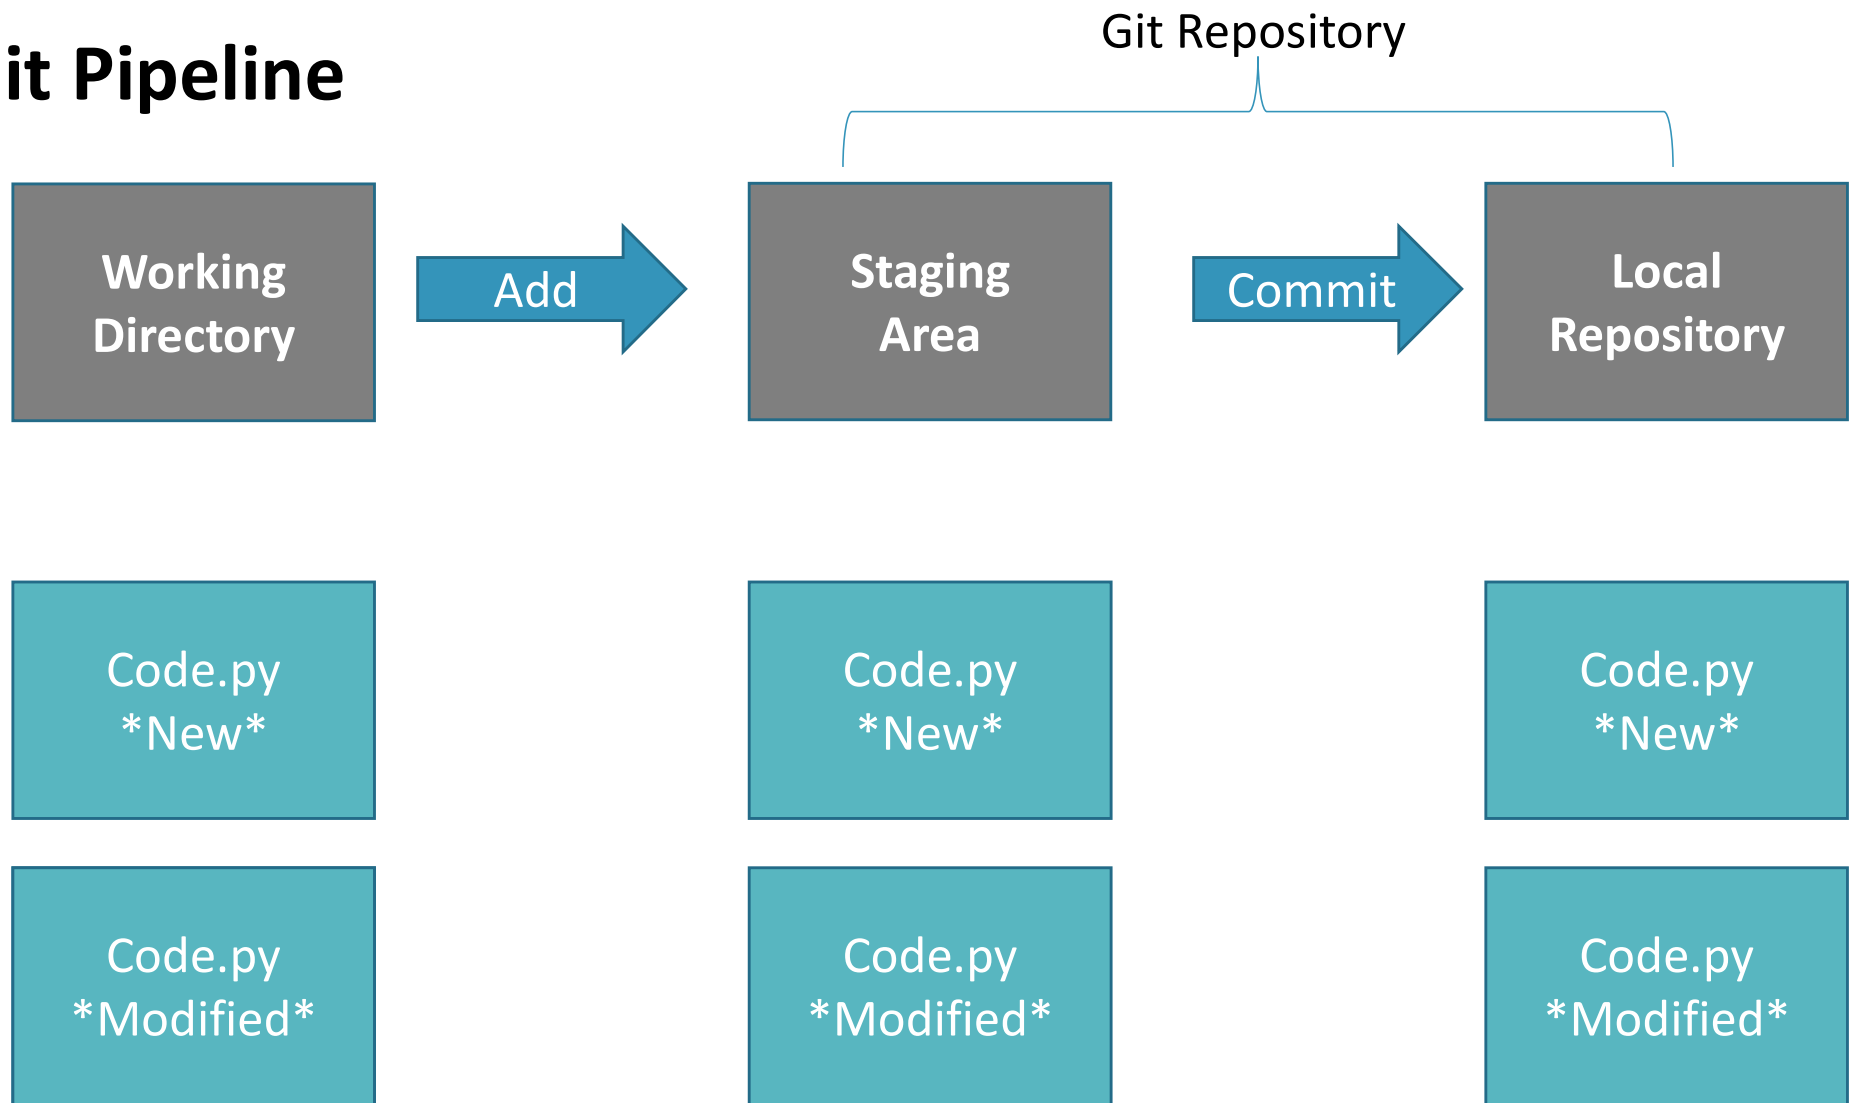 it Pipeline
Git Repository
Working
Directory
Add
Staging
Area
Commit
Local
Repository
Code.py
*New*
Code.py
*New*
Code.py
*New*
Code.py
*Modified*
Code.py
*Modified*
Code.py
*Modified*